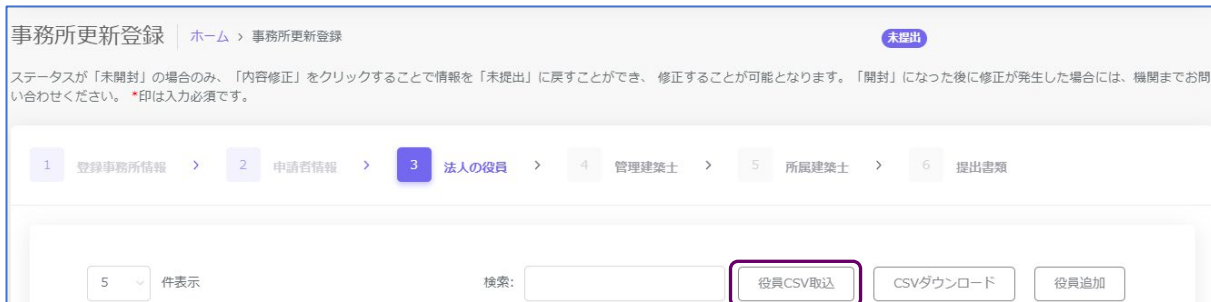 事務所更新登録 ホーム > 事務所更新登録 未提出
ステータスが「未開封」の場合のみ、「内容修正」をクリックすることで情報を「未提出」に戻すことができ、 修正することが可能となります。「開封」になった後に修正が発生した場合には、機関までお問
い合わせください。 *印は入力必須です。
1 登録事務所情報 > 2 申請者情報 > 3 法人の役員 > 4 管理建築士 > 5 所属建築士 > 6 提出書類
5 件表示 検索: 役員CSV取込 CSVダウンロード 役員追加